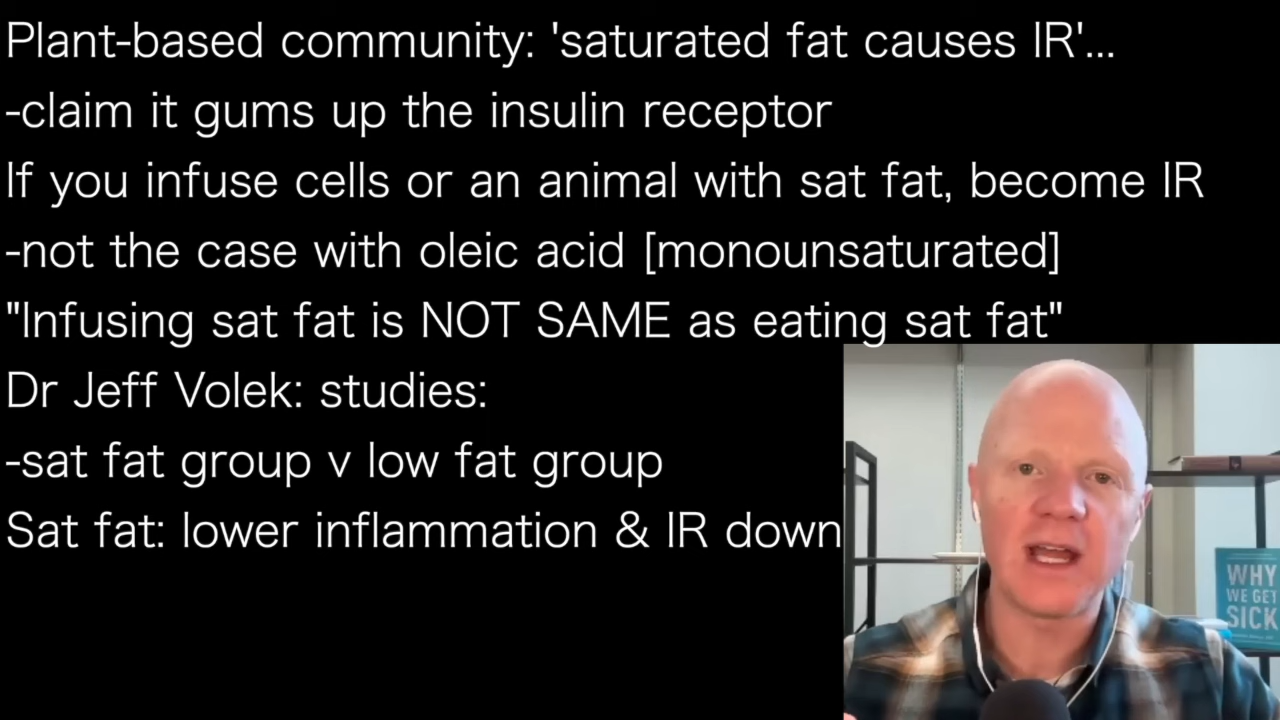 Plant-based community: 'saturated fat causes IR'...
-claim it gums up the insulin receptor
If you infuse cells or an animal with sat fat, become IR
-not the case with oleic acid [monounsaturated]
"Infusing sat fat is NOT SAME as eating sat fat"
Dr Jeff Volek: studies:
-sat fat group v low fat group
Sat fat: lower inflammation & IR down
WHY
WE GET
SICK